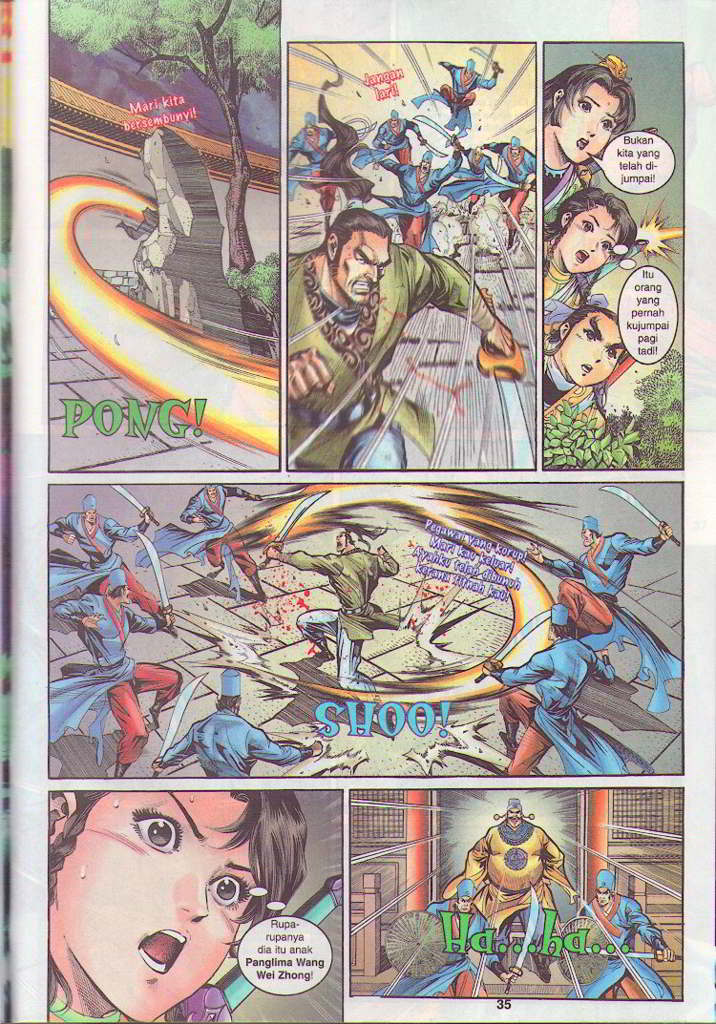 Mari kita
bersembunyi!
PONG!
Jangan
lari!
Bukan
kita yang
telah di-
jumpai!
Itu
orang
yang
pernah
kujumpai
pagi
tadi!
Pegawai yang korup!
Mari kau keparl!
Ayahku telah dibunuh
kerana fitnah kau!
SHOO!
Rupa-
rupanya
dia itu anak
Panglima Wang
Wei Zhong!
Ha...ha...
35